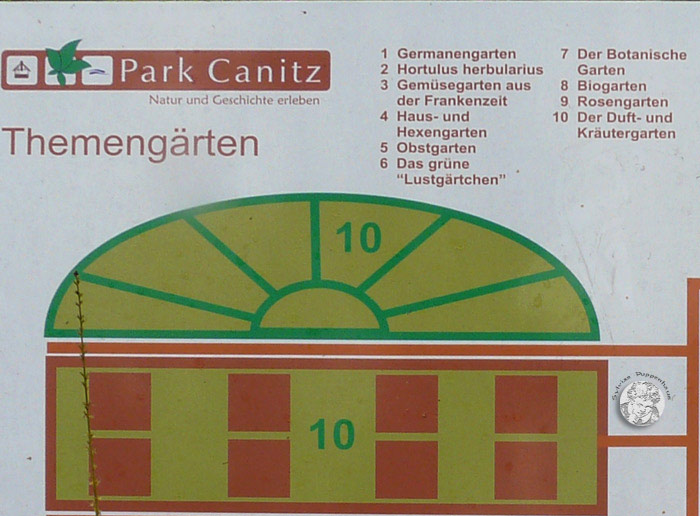 Park Canitz
Natur und Geschichte erleben
Themengärten
1 Germanengarten
2 Hortulus herbularius
3 Gemüsegarten aus
der Frankenzeit
4 Haus- und
Hexengarten
5 Obstgarten
6 Das grüne
“Lustgärtchen”
7 Der Botanische
Garten
8 Biogarten
9 Rosengarten
10 Der Duft- und
Kräutergarten
10
10
Sylvias Puppenhaus